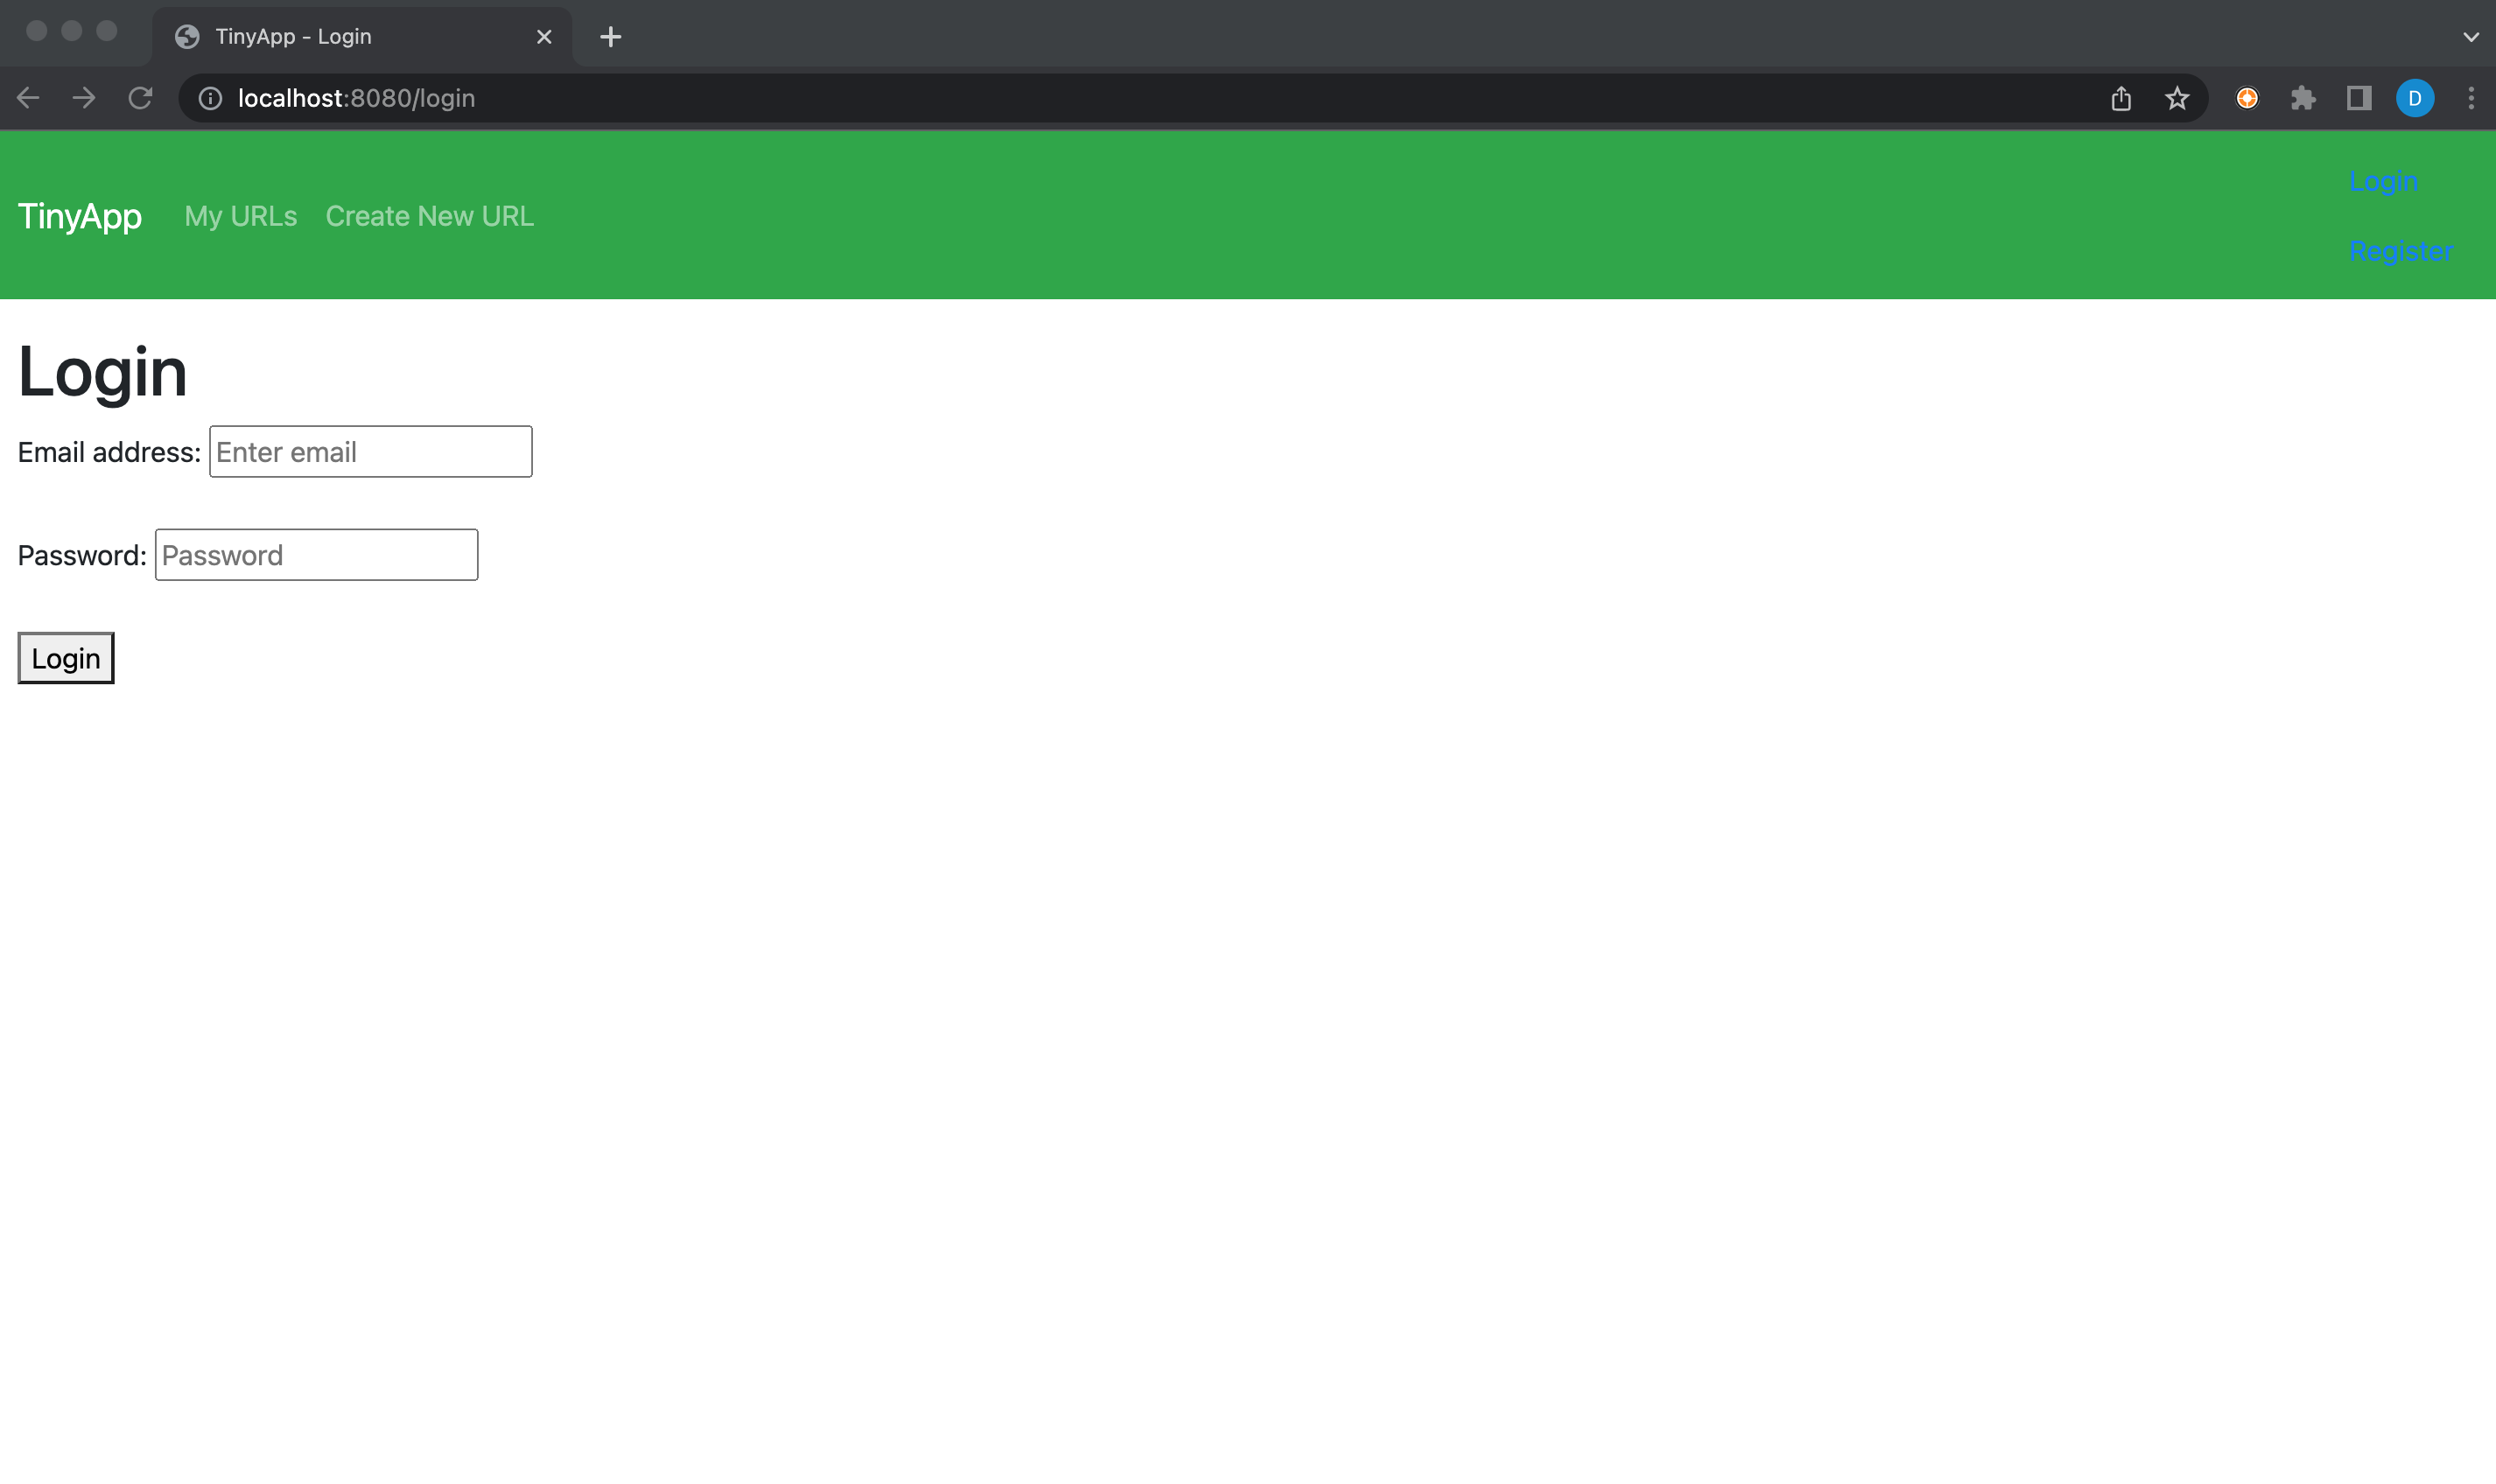 TinyApp - Login
localhost:8080/login
D
Login
TinyApp My URLs Create New URL
Register
Login
Email address: Enter email
Password: Password
Login